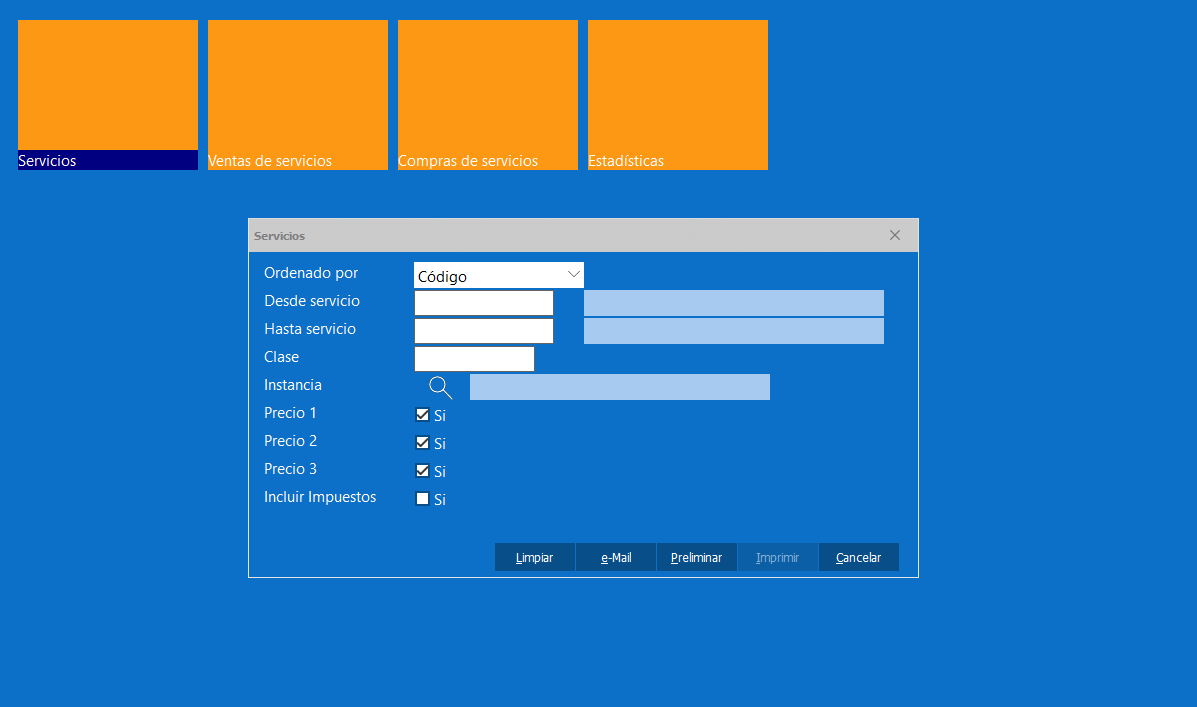 Servicios
Ventas de servicios
Compras de servicios
Estadísticas
Servicios
Ordenado por
Código
Desde servicio
Hasta servicio
Clase
Instancia
Precio 1
Si
Precio 2
Si
Precio 3
Si
Incluir Impuestos
Si
Limpiar
e-Mail
Preliminar
Imprimir
Cancelar